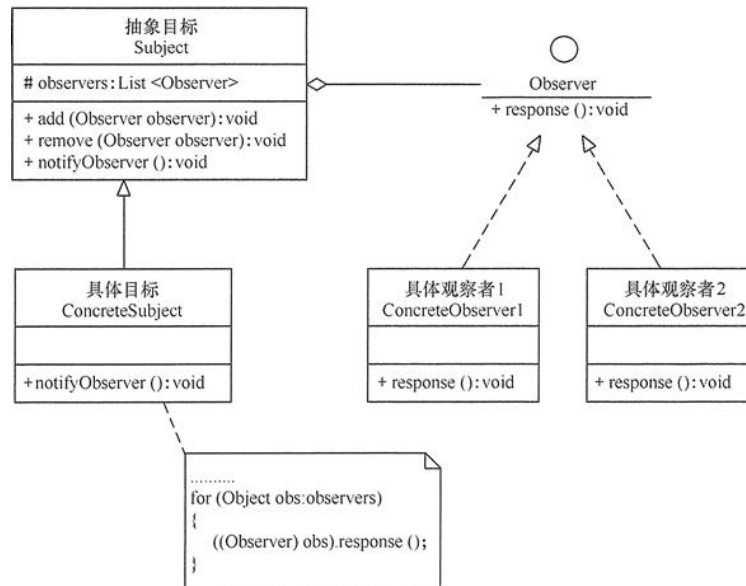 抽象目标
Subject
# observers: List <Observer>
+ add (Observer observer): void
+ remove (Observer observer): void
+ notifyObserver (): void
Observer
+ response (): void
具体目标
ConcreteSubject
+notifyObserver (): void
具体观察者1
ConcreteObserver1
+ response (): void
具体观察者2
ConcreteObserver2
+ response (): void
..........
for (Object obs:observers)
{
((Observer) obs).response ();
}